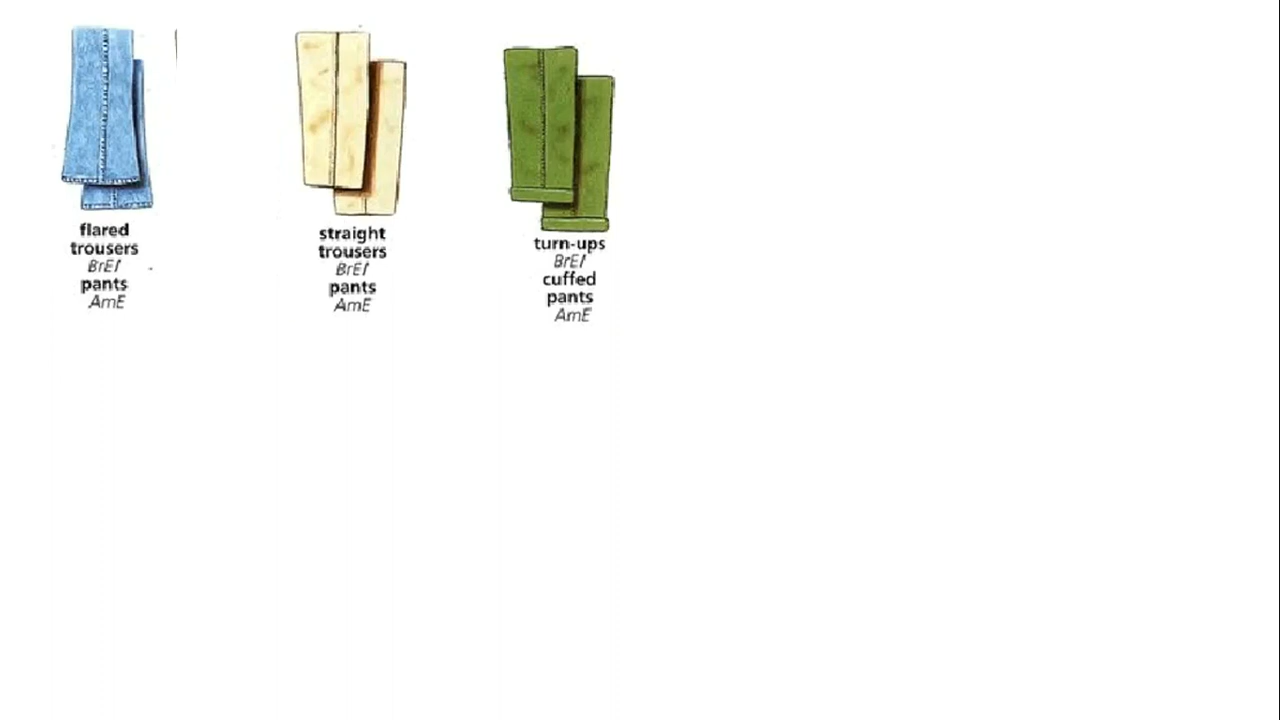 flared
trousers
BrE/
pants
AmE
straight
trousers
BrE/
pants
AmE
turn-ups
BrE/
cuffed
pants
AmE